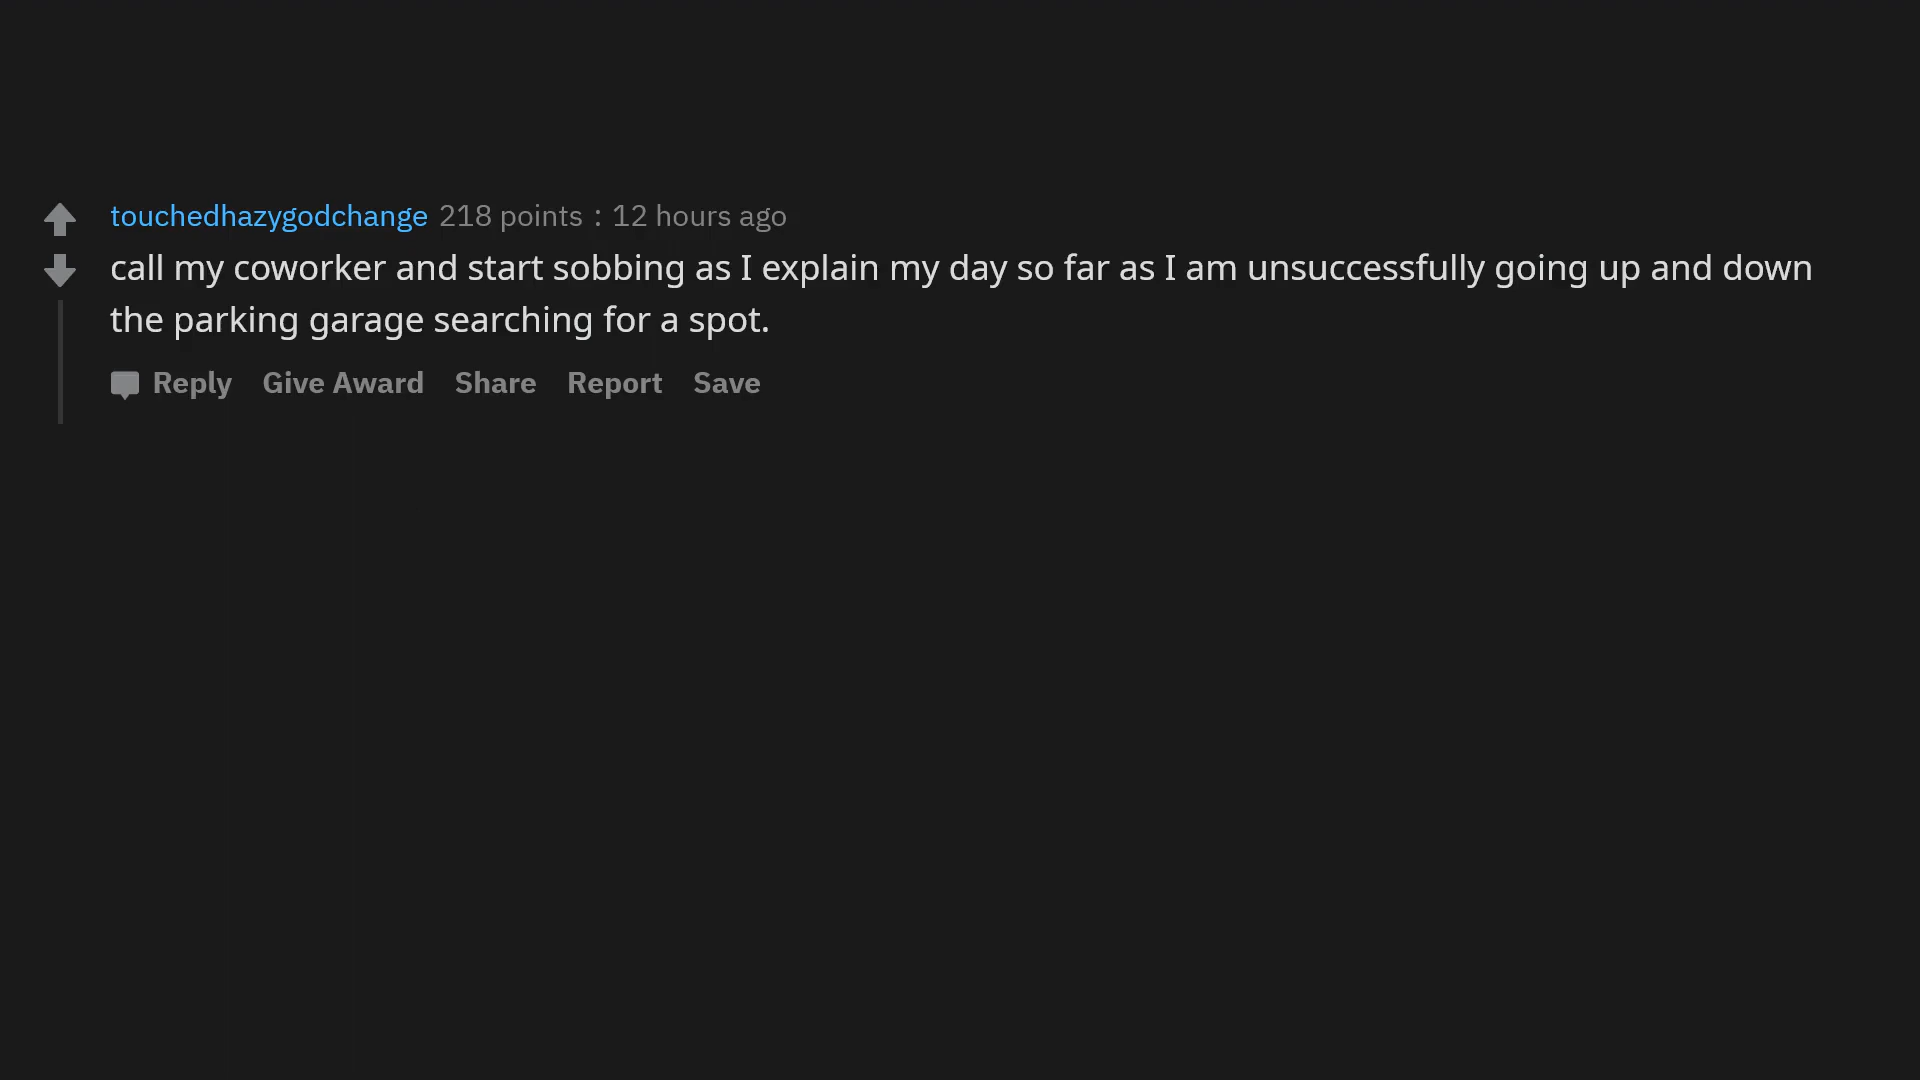 touchedhazygodchange 218 points : 12 hours ago
call my coworker and start sobbing as I explain my day so far as I am unsuccessfully going up and down
the parking garage searching for a spot.
Reply Give Award Share Report Save